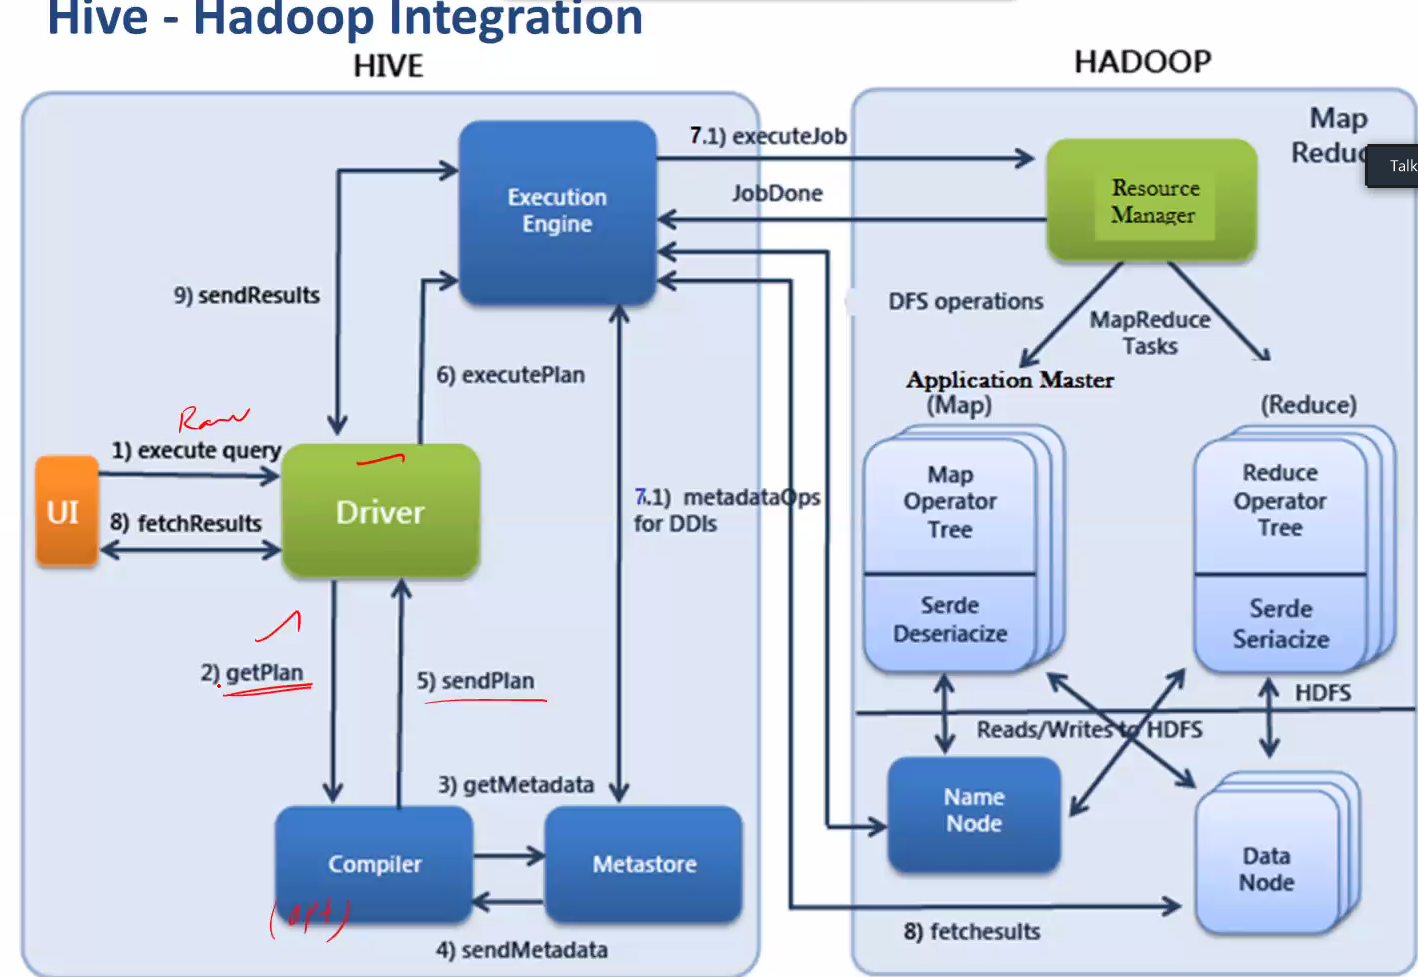 Hive - Hadoop Integration
HIVE
HADOOP
Map
Reduc
Talk
7.1) executeJob
JobDone
Execution
Engine
Resource
Manager
9) sendResults
DFS operations
MapReduce
Tasks
6) executePlan
Application Master
(Map)
(Reduce)
Raw
1) execute query
UI
8) fetchResults
Driver
7.1) metadataOps
for DDIs
Map
Operator
Tree
Serde
Deseriacize
Reduce
Operator
Tree
Serde
Seriacize
2) getPlan
5) sendPlan
HDFS
Reads/Writes to HDFS
3) getMetadata
Compiler
(opt)
Metastore
4) sendMetadata
Name
Node
Data
Node
8) fetchesults